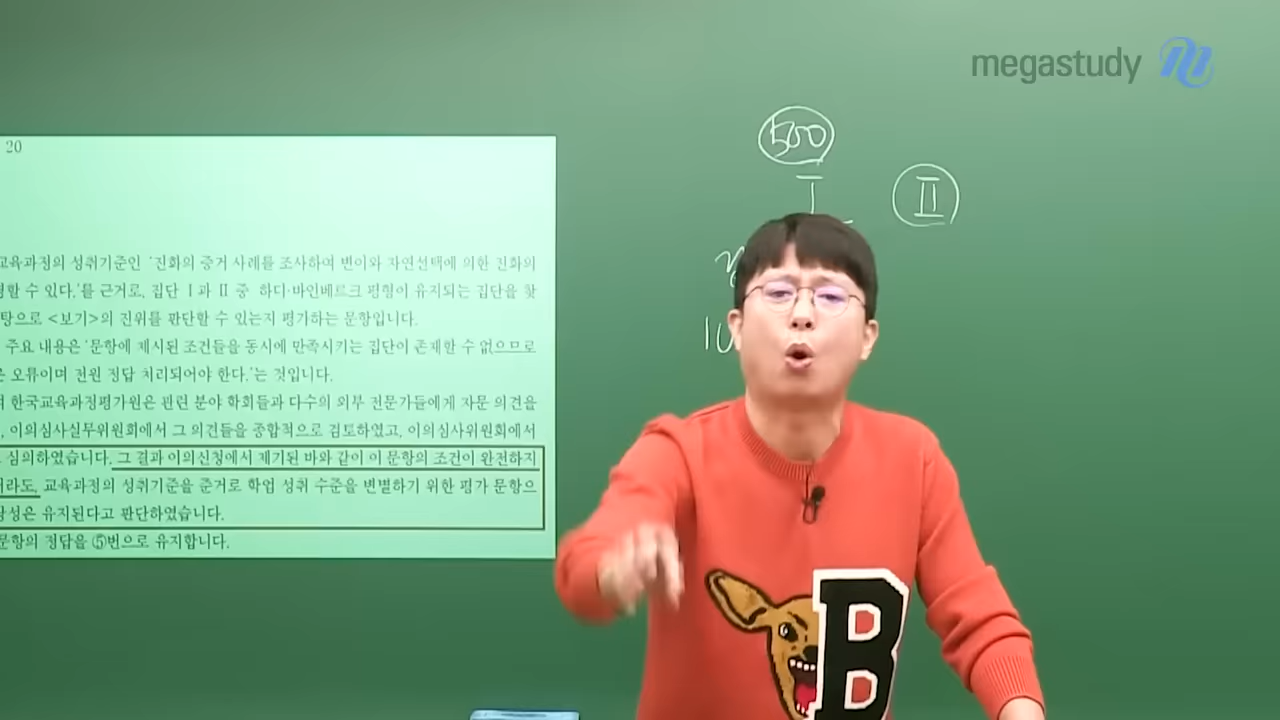 megastudy
20
교육과정의 성취기준인 '진화의 증거 사례를 조사하여 변이와 자연선택에 의한 진화의
명할 수 있다.'를 근거로, 집단 Ⅰ과 Ⅱ 중 하디·바인베르크 평형이 유지되는 집단을 찾
탕으로 <보기>의 진위를 판단할 수 있는지 평가하는 문항입니다.
주요 내용은 '문항에 제시된 조건들을 동시에 만족시키는 집단이 존재할 수 없으므로
오류이며 전원 정답 처리되어야 한다.'는 것입니다.
한국교육과정평가원은 관련 분야 학회들과 다수의 외부 전문가들에게 자문 의견을
, 이의심사실무위원회에서 그 의견들을 종합적으로 검토하였고, 이의심사위원회에서
심의하였습니다. 그 결과 이의신청에서 제기된 바와 같이 이 문항의 조건이 완전하지
라도, 교육과정의 성취기준을 준거로 학업 성취 수준을 변별하기 위한 평가 문항으
당성은 유지된다고 판단하였습니다.
문항의 정답을 ⑤번으로 유지합니다.
500
Ⅰ Ⅱ
10
B